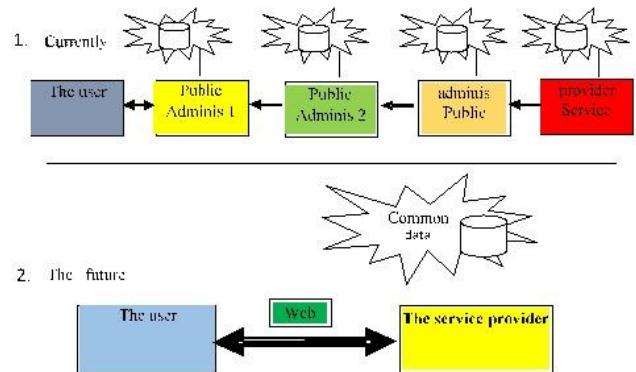 1. Currently
The user
Public
Adminis 1
Public
Adminis 2
adminis
Public
provider
Service
Common
data
2. The future
The user
Web
The service provider